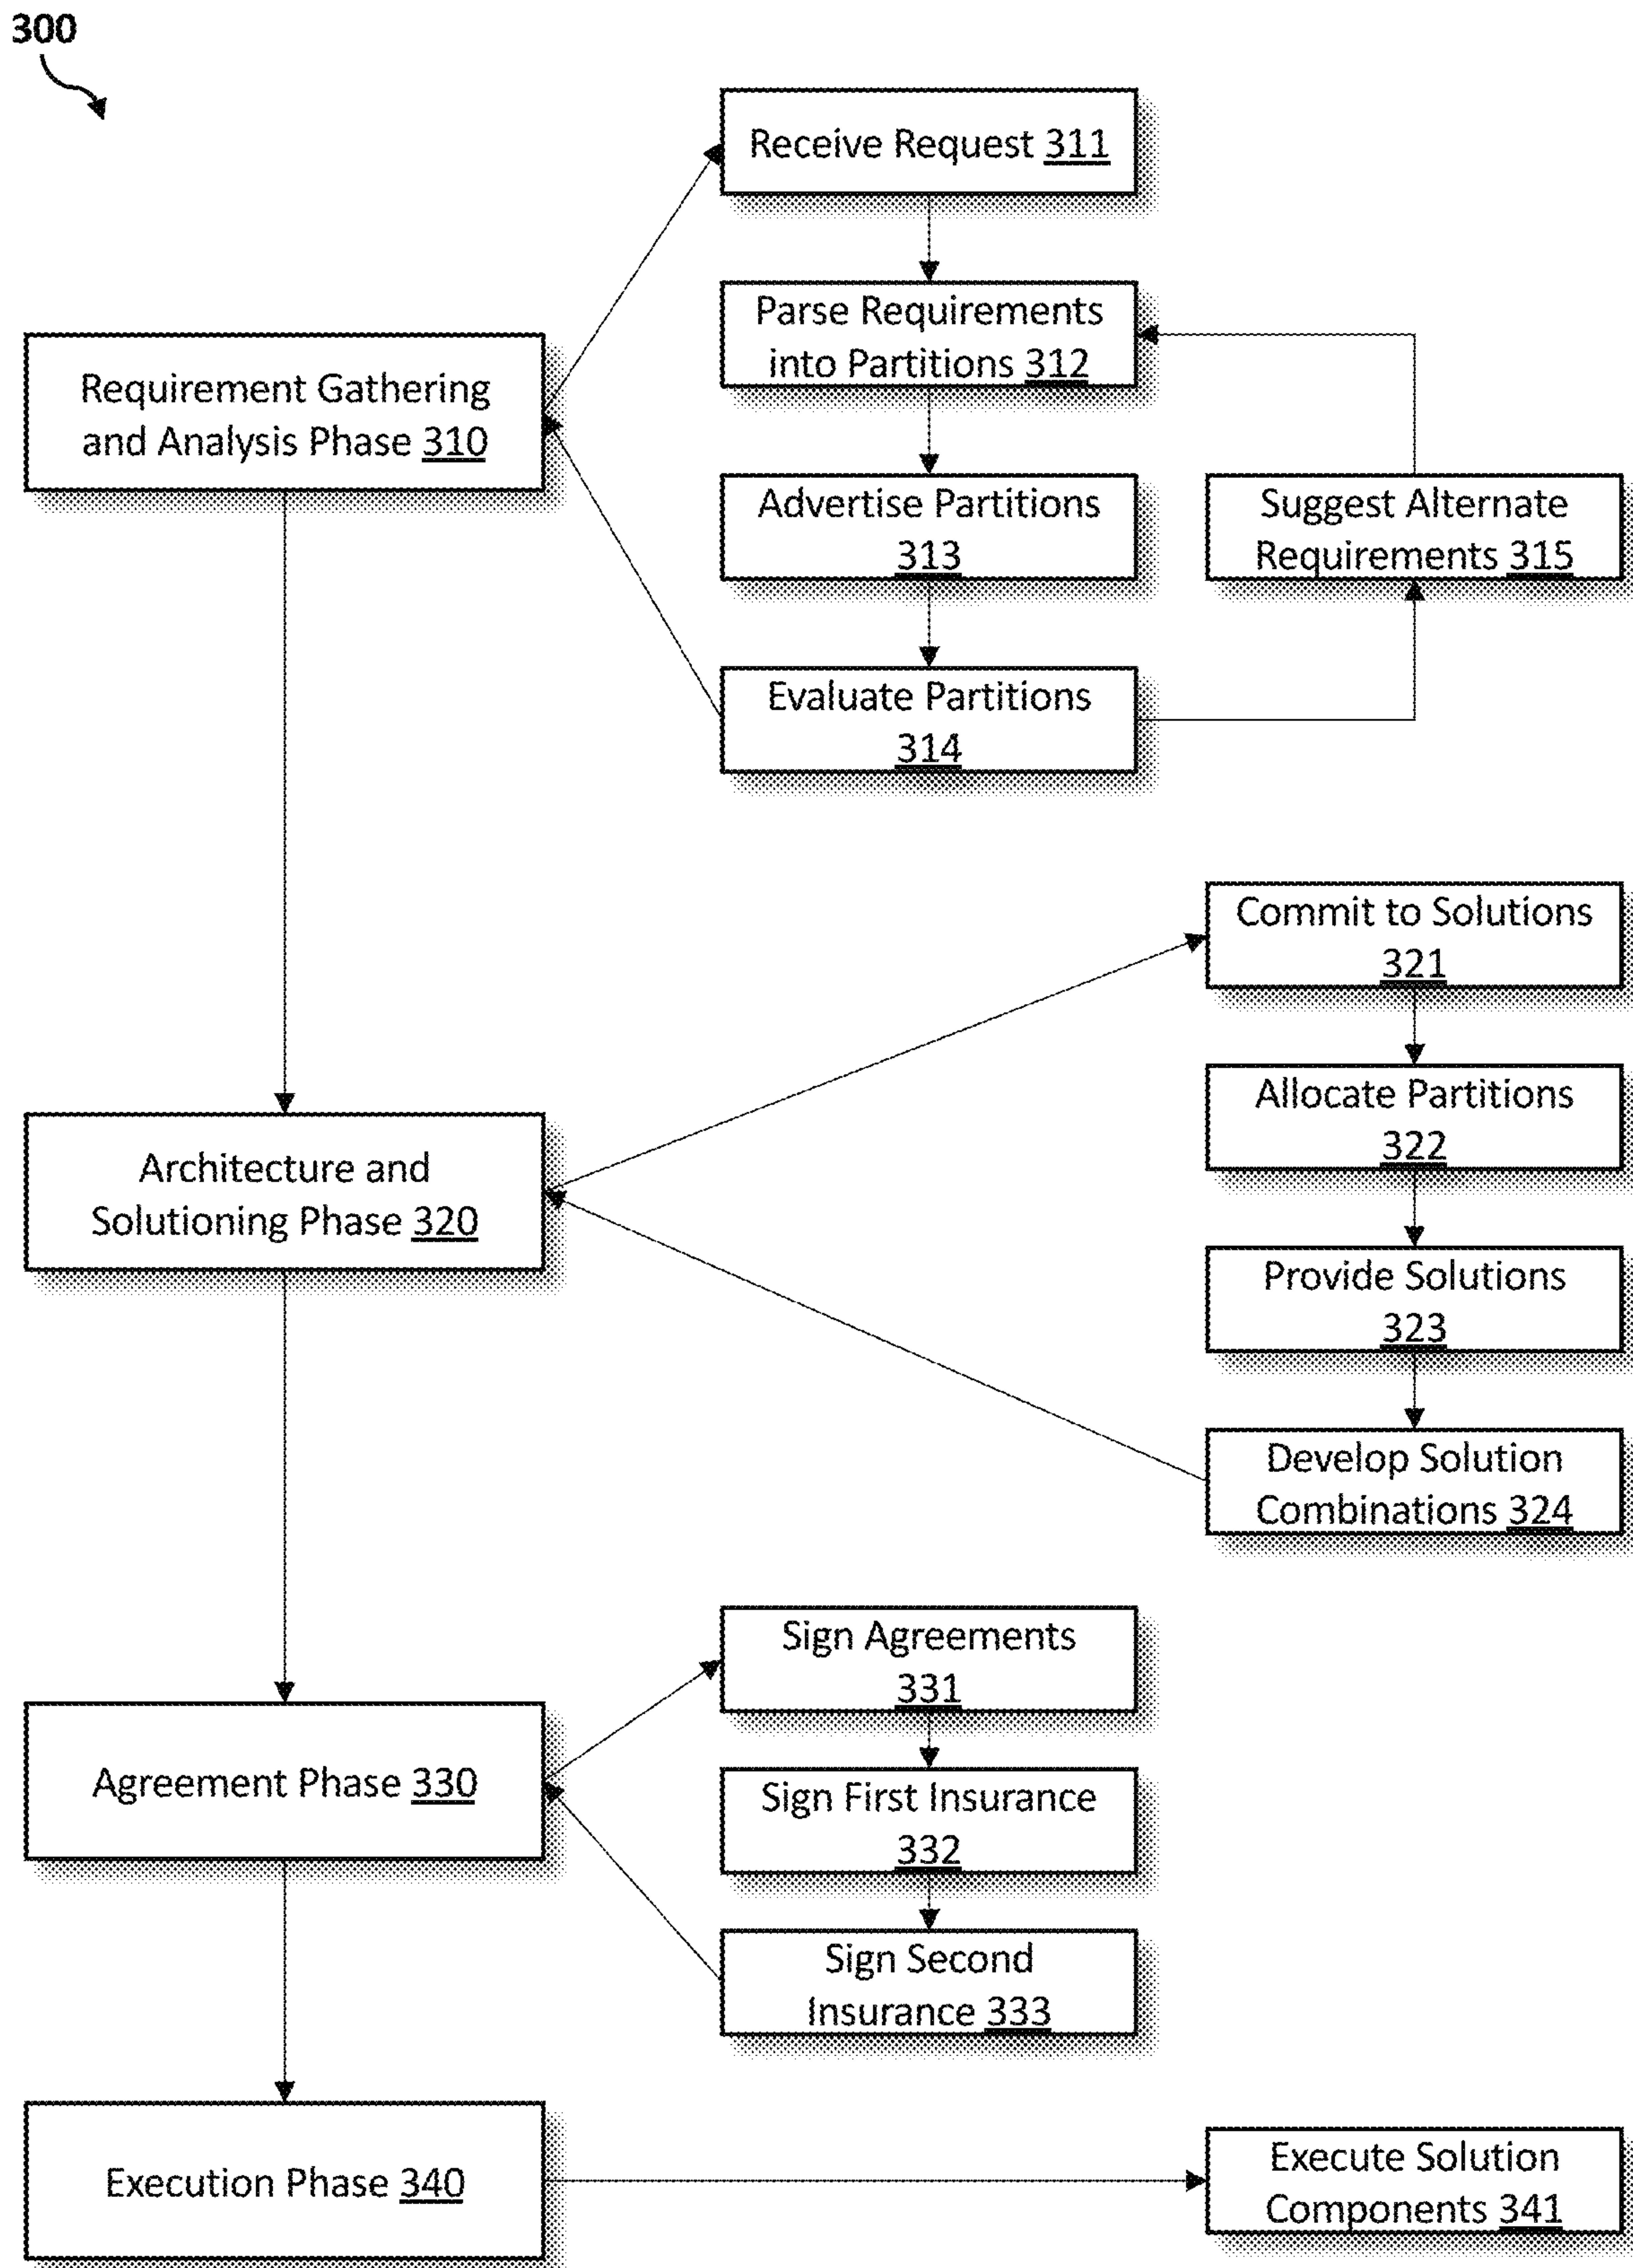 300
Receive Request 311
Parse Requirements
into Partitions 312
Requirement Gathering
and Analysis Phase 310
Advertise Partitions
313
Suggest Alternate
Requirements 315
Evaluate Partitions
314
Commit to Solutions
321
Allocate Partitions
322
Architecture and
Solutioning Phase 320
Provide Solutions
323
Develop Solution
Combinations 324
Sign Agreements
331
Agreement Phase 330
Sign First Insurance
332
Sign Second
Insurance 333
Execution Phase 340
Execute Solution
Components 341